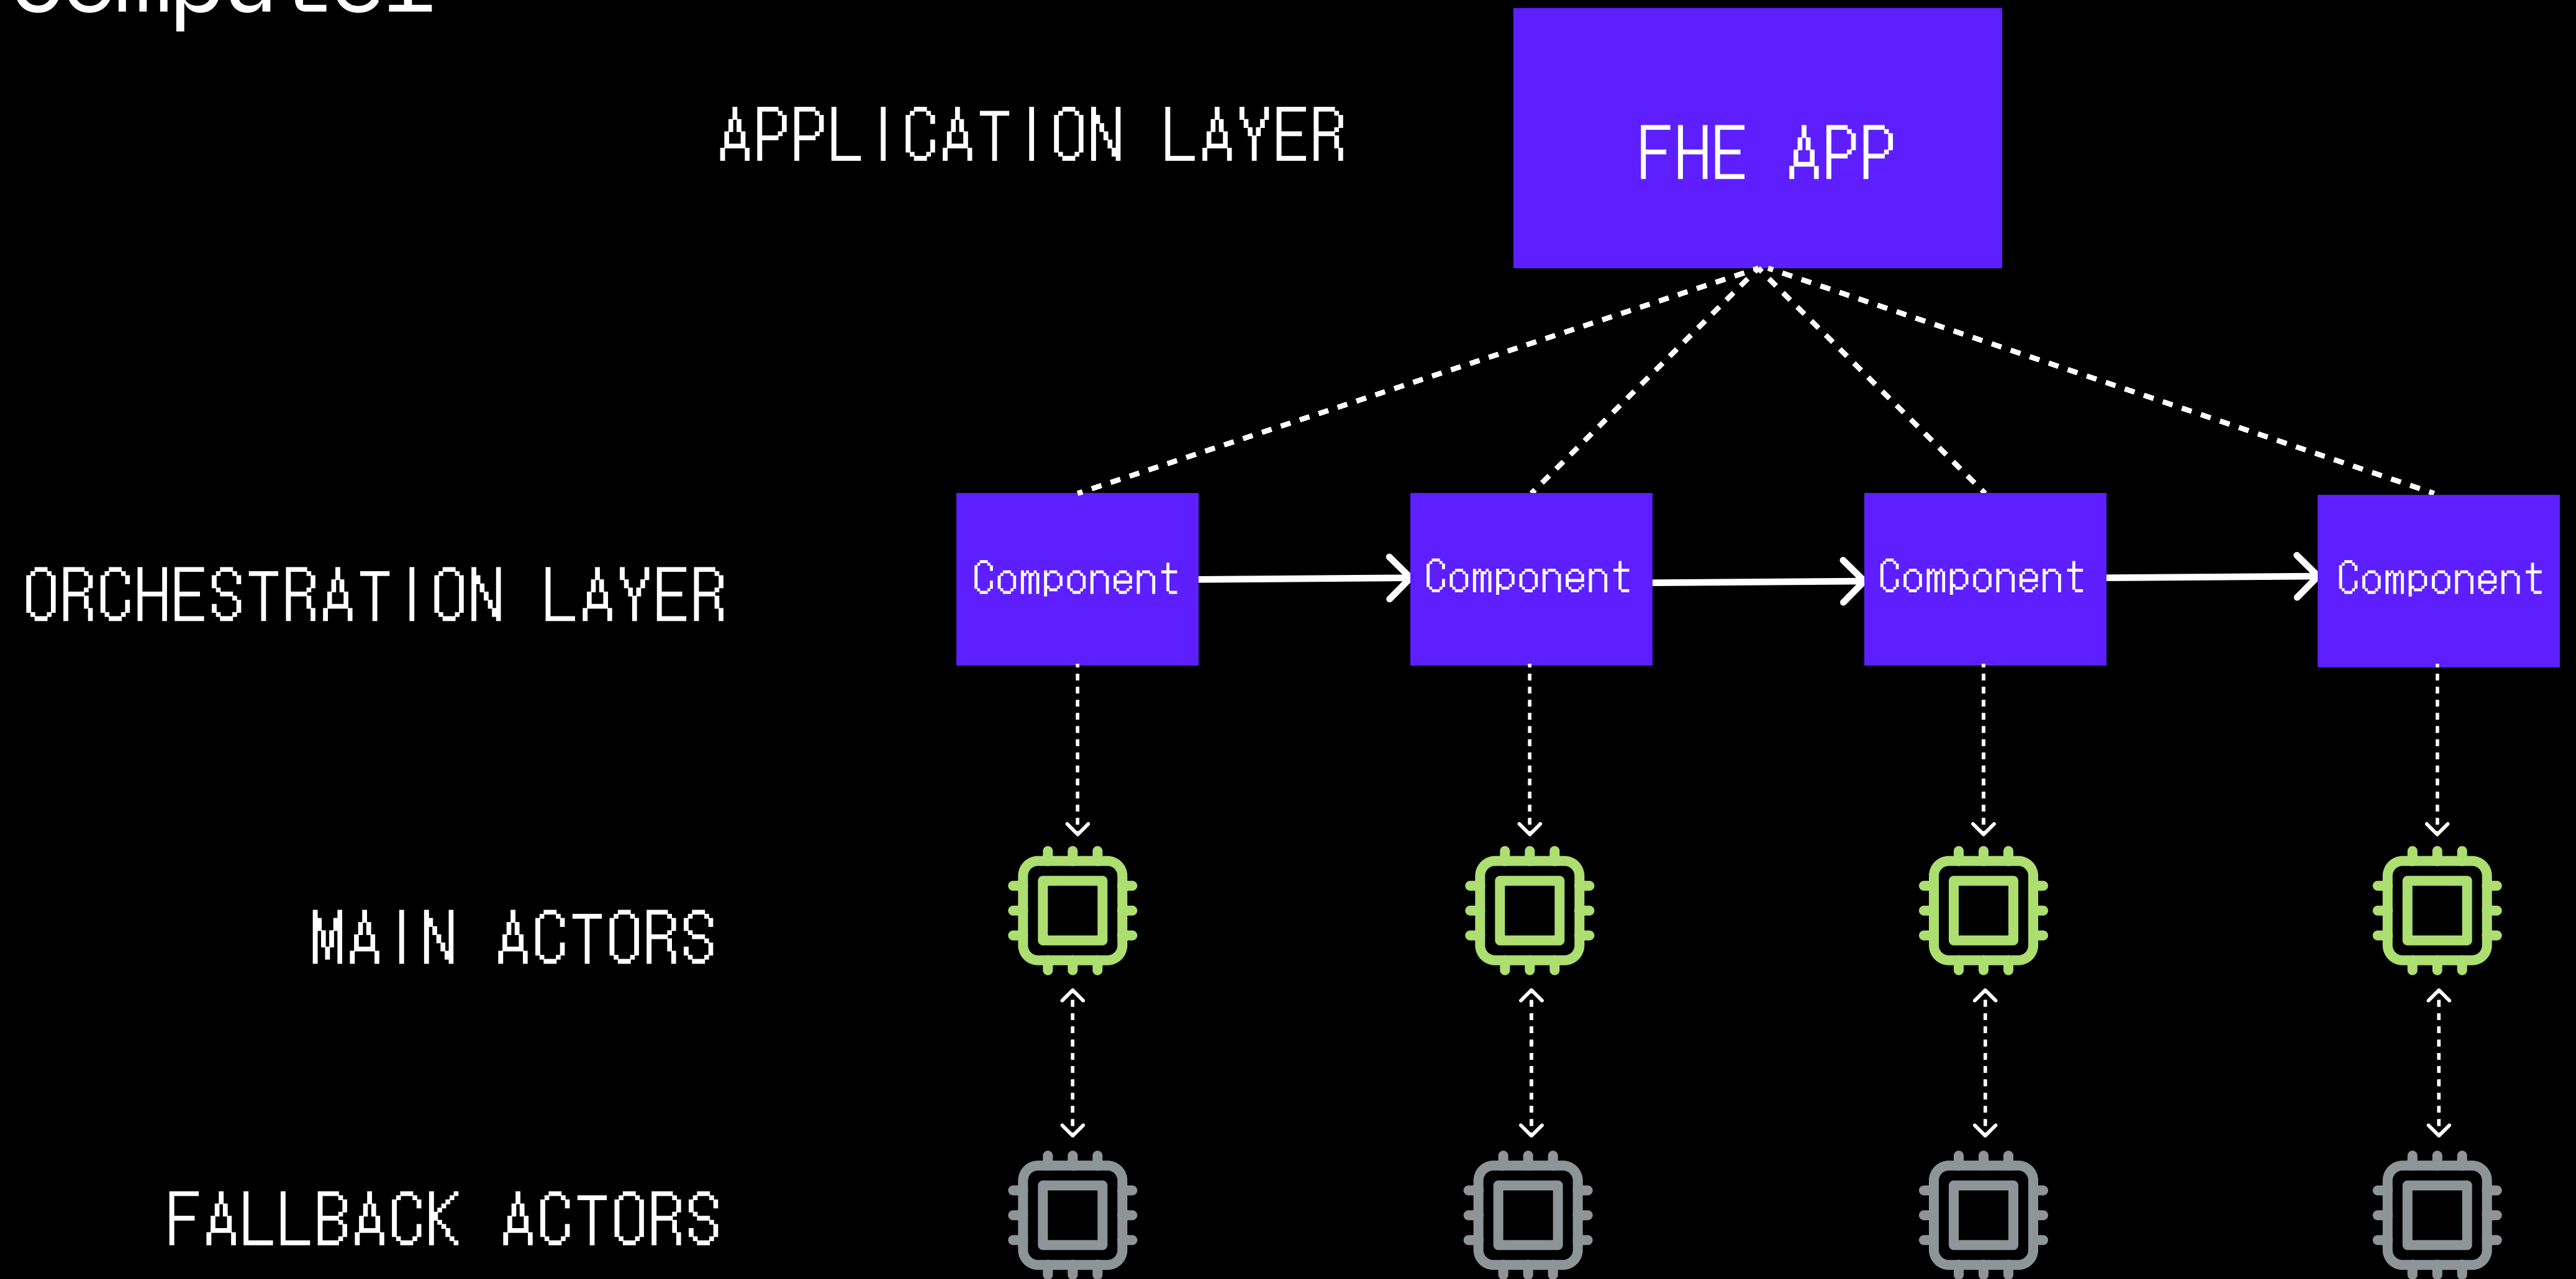 APPLICATION LAYER
FHE APP
ORCHESTRATION LAYER
Component
Component
Component
Component
MAIN ACTORS
FALLBACK ACTORS